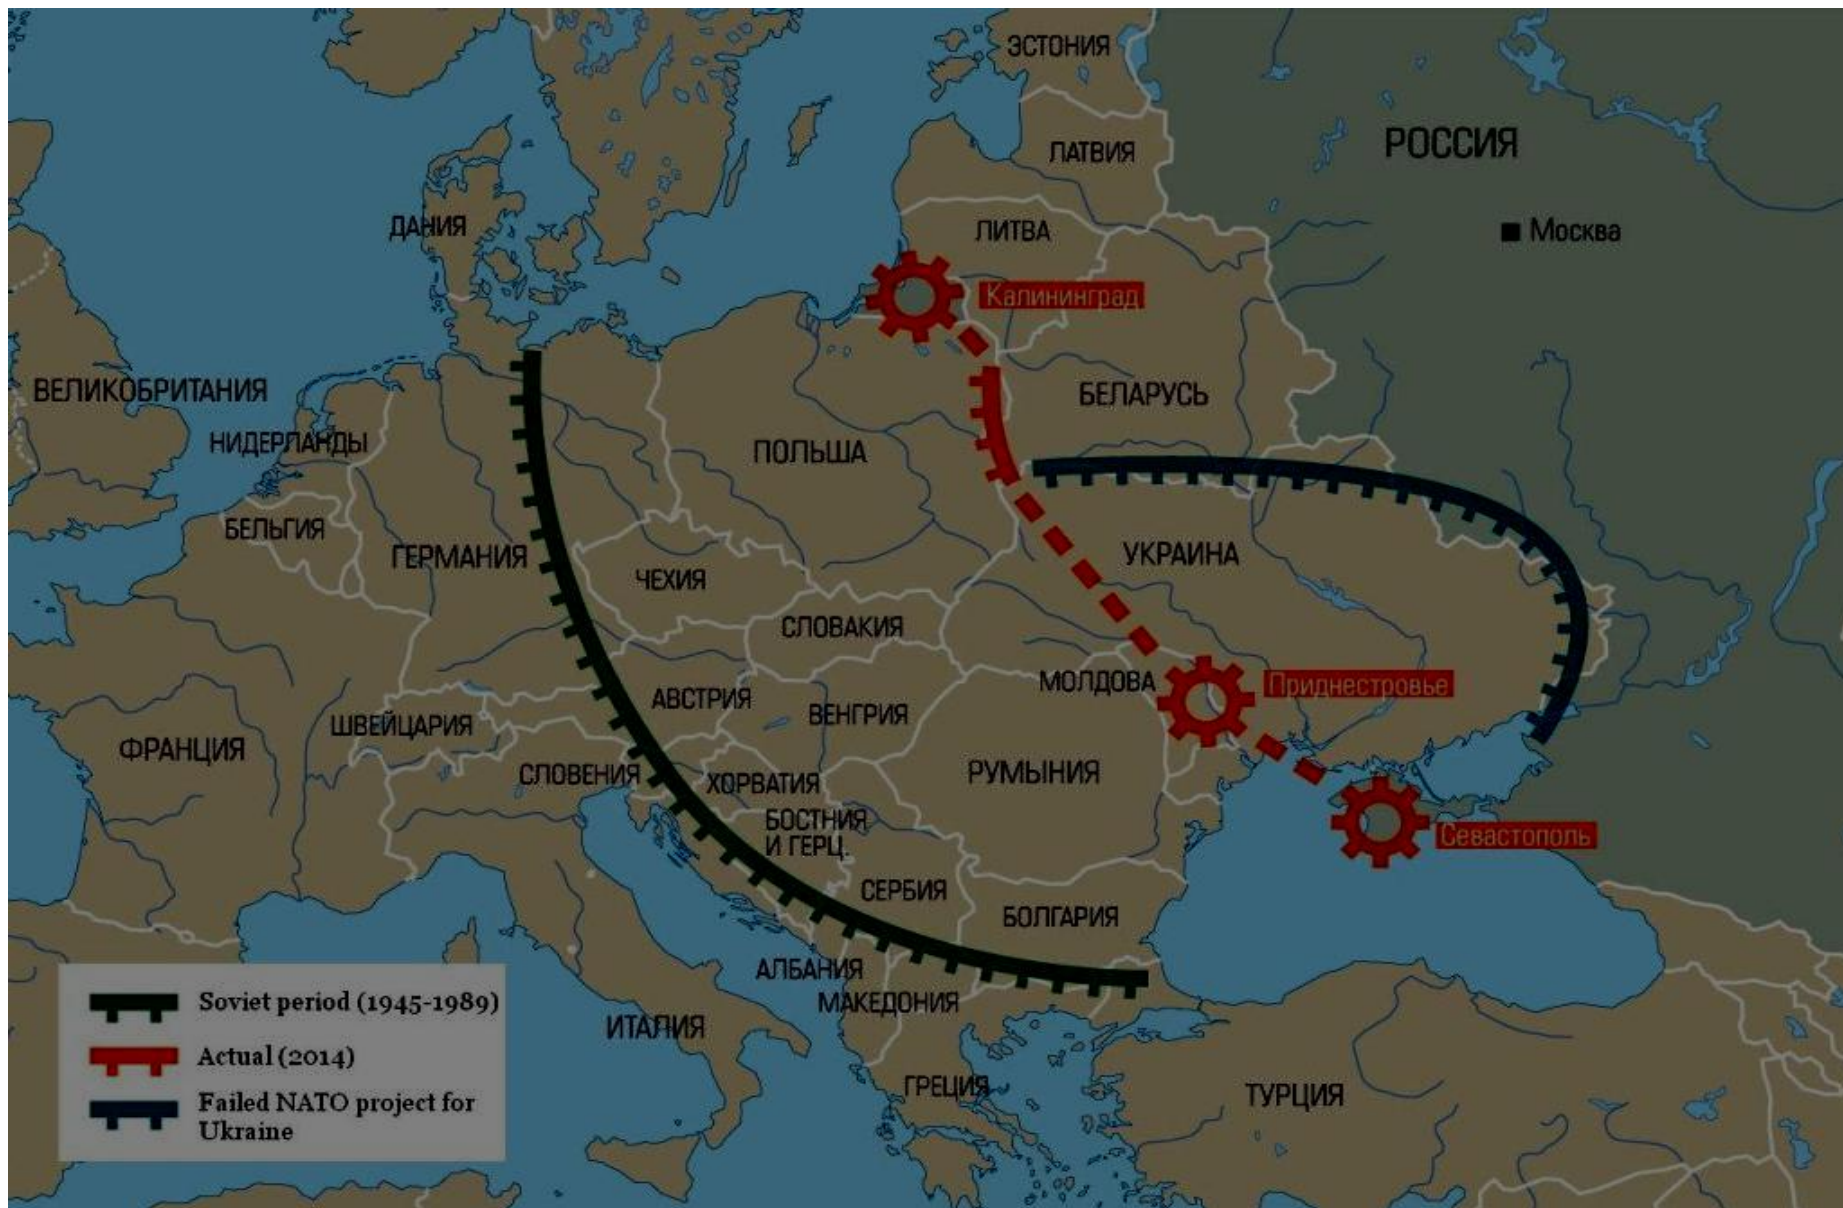 ЭСТОНИЯ
РОССИЯ
ЛАТВИЯ
ДАНИЯ
ЛИТВА
Москва
Калининград
ВЕЛИКОБРИТАНИЯ
БЕЛАРУСЬ
НИДЕРЛАНДЫ
ПОЛЬША
БЕЛЬГИЯ
ГЕРМАНИЯ
УКРАИНА
ЧЕХИЯ
СЛОВАКИЯ
МОЛДОВА
Приднестровье
АВСТРИЯ
ВЕНГРИЯ
ШВЕЙЦАРИЯ
ФРАНЦИЯ
СЛОВЕНИЯ
ХОРВАТИЯ
РУМЫНИЯ
БОСТНИЯ
И ГЕРЦ.
Севастополь
СЕРБИЯ
БОЛГАРИЯ
АЛБАНИЯ
МАКЕДОНИЯ
ИТАЛИЯ
ГРЕЦИЯ
ТУРЦИЯ
Soviet period (1945-1989)
Actual (2014)
Failed NATO project for
Ukraine